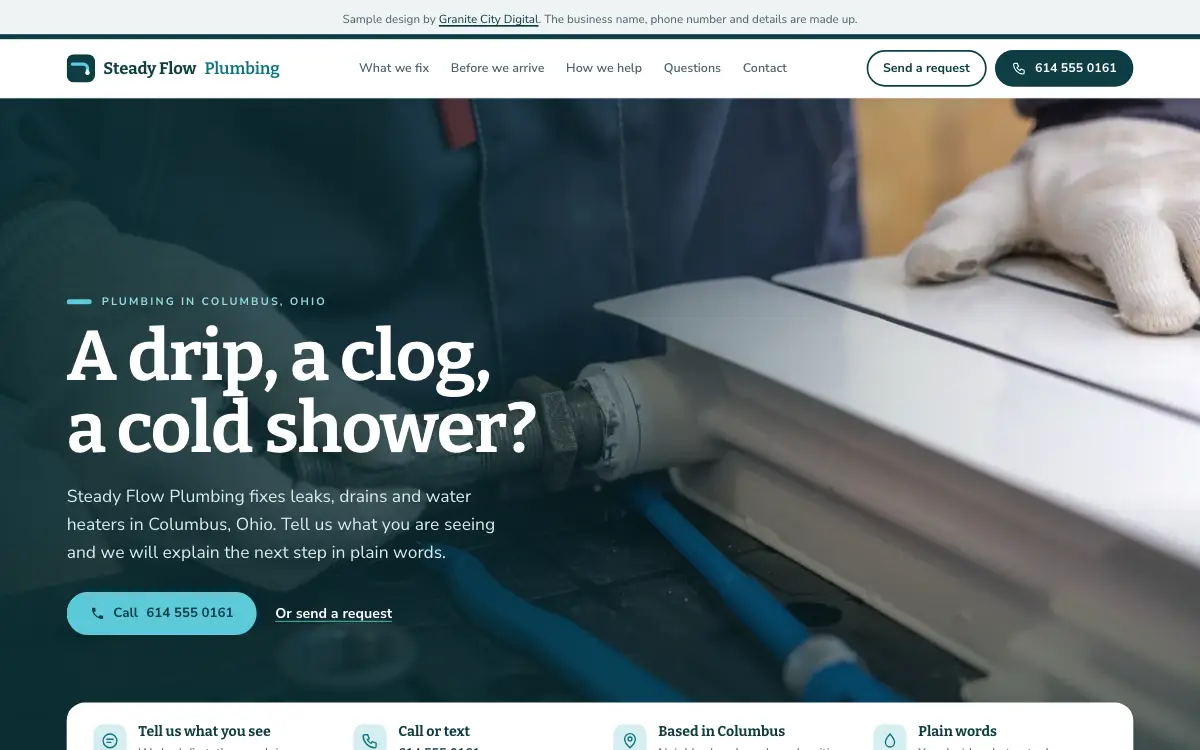 Sample design by Granite City Digital. The business name, phone number and details are made up.
Steady Flow Plumbing
What we fix
Before we arrive
How we help
Questions
Contact
Send a request
614 555 0161
PLUMBING IN COLUMBUS, OHIO
A drip, a clog,
a cold shower?
Steady Flow Plumbing fixes leaks, drains and water
heaters in Columbus, Ohio. Tell us what you are seeing
and we will explain the next step in plain words.
Call 614 555 0161
Or send a request
Tell us what you see
Call or text
614 555 0161
Based in Columbus
Plain words